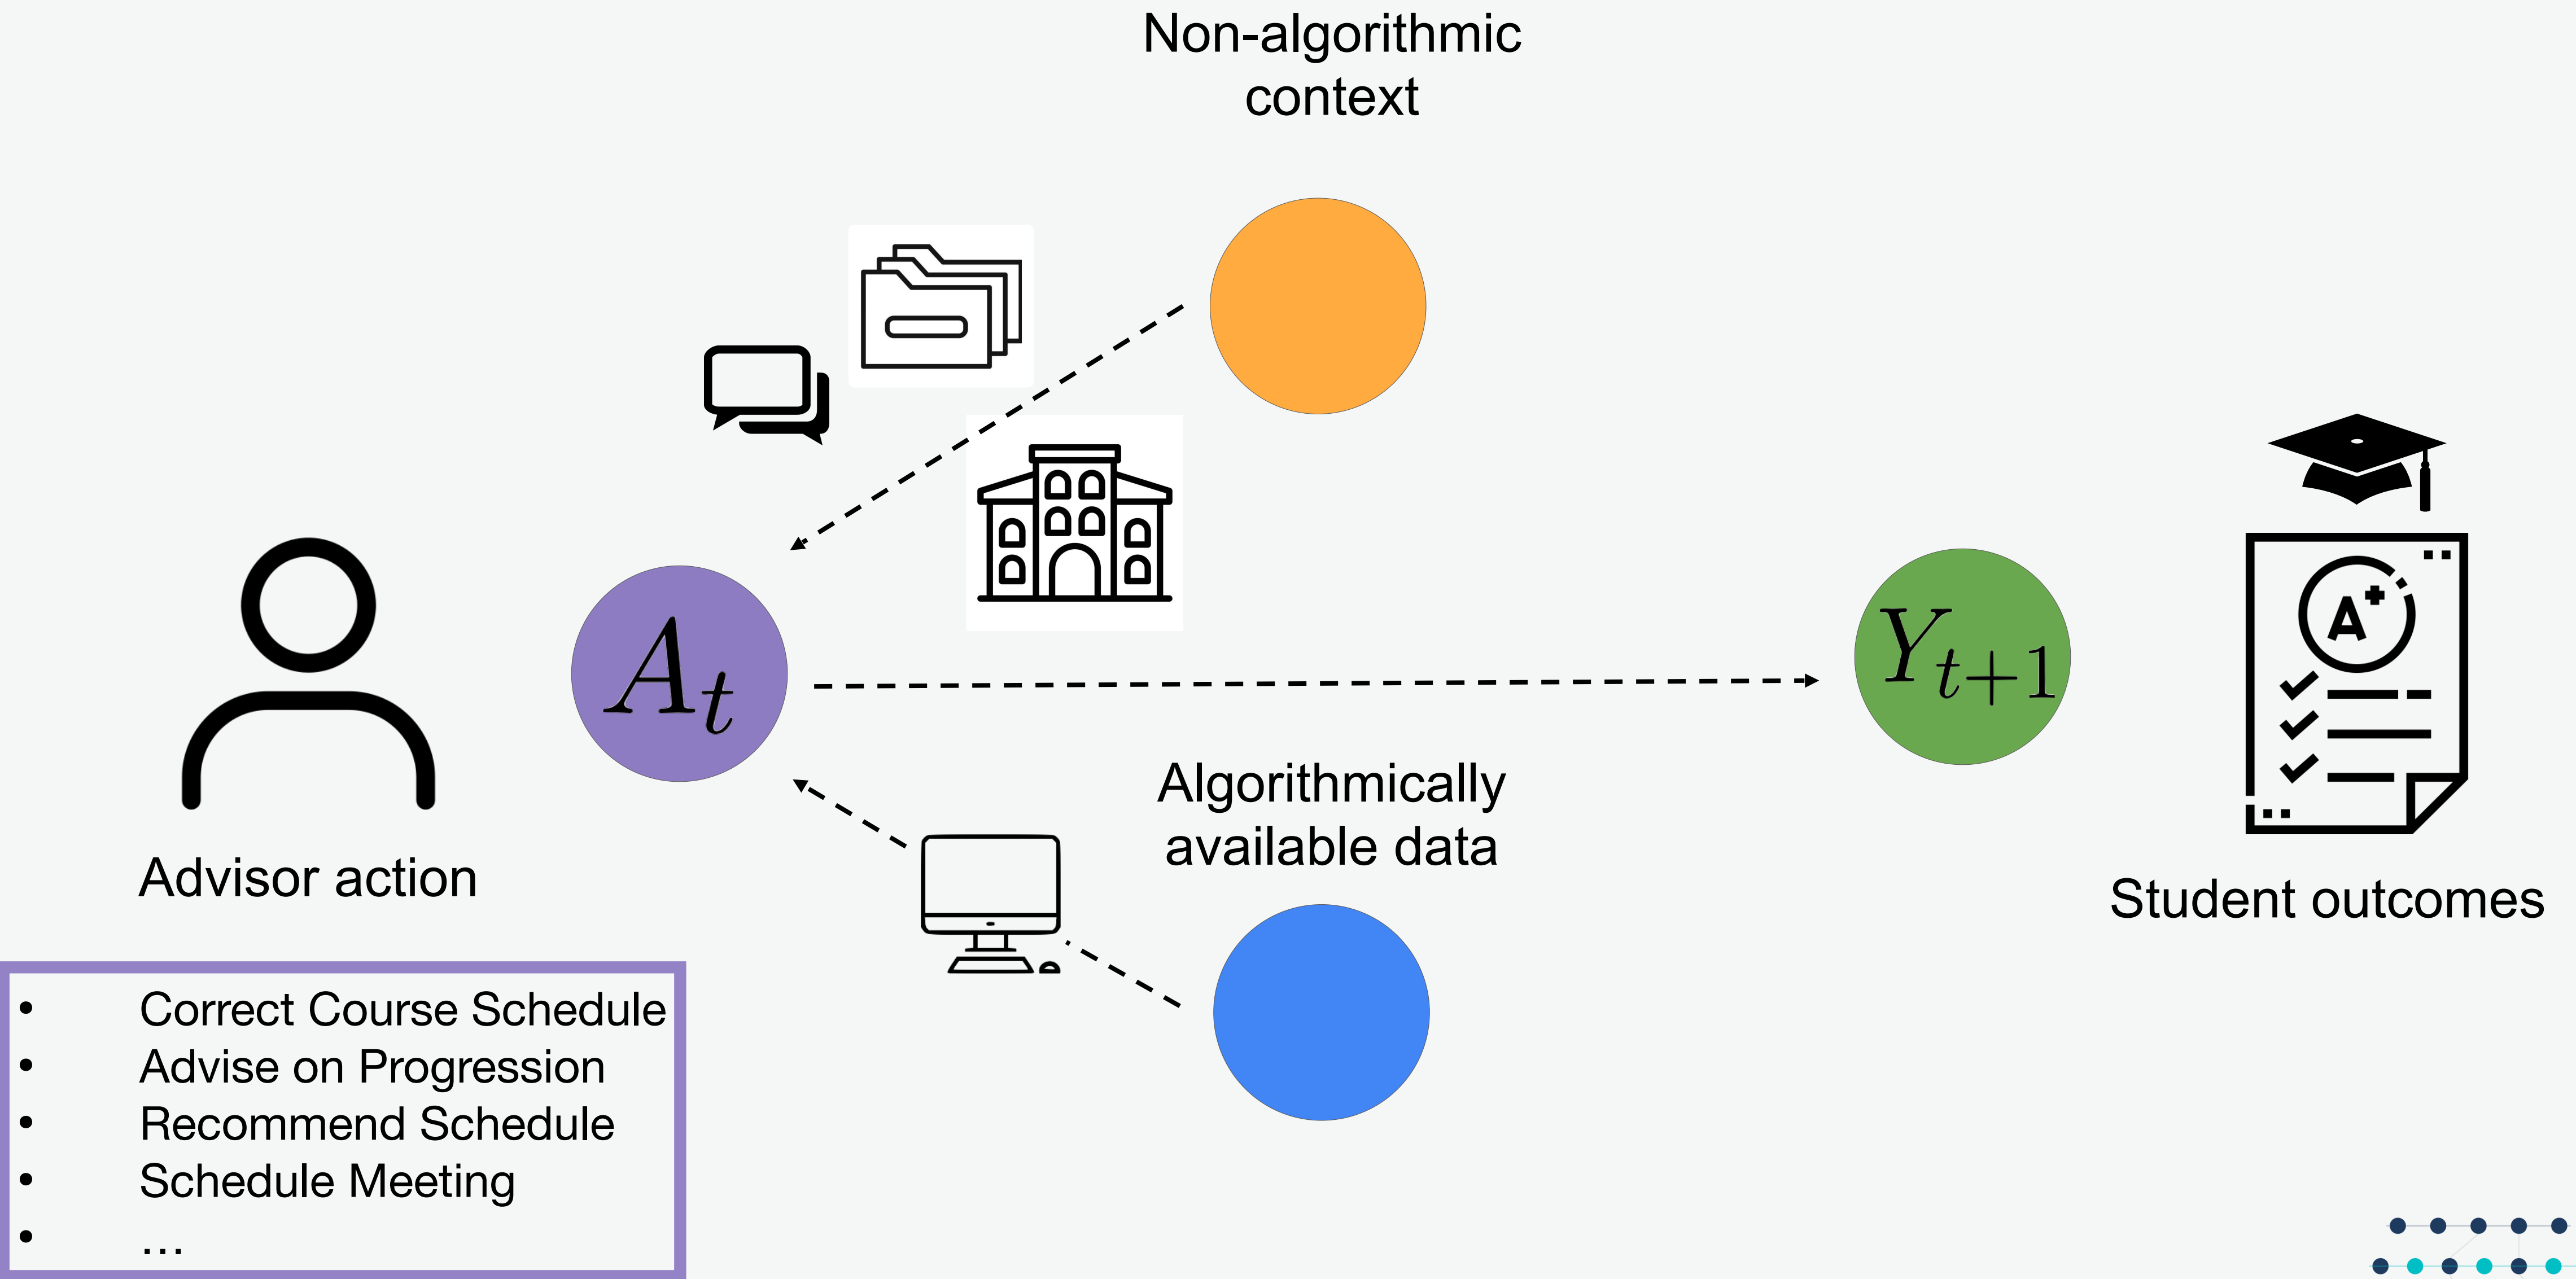 Non-algorithmic
context
A_t
Y_{t+1}
A+
Algorithmically
available data
Advisor action
Student outcomes
• Correct Course Schedule
• Advise on Progression
• Recommend Schedule
• Schedule Meeting
• ...